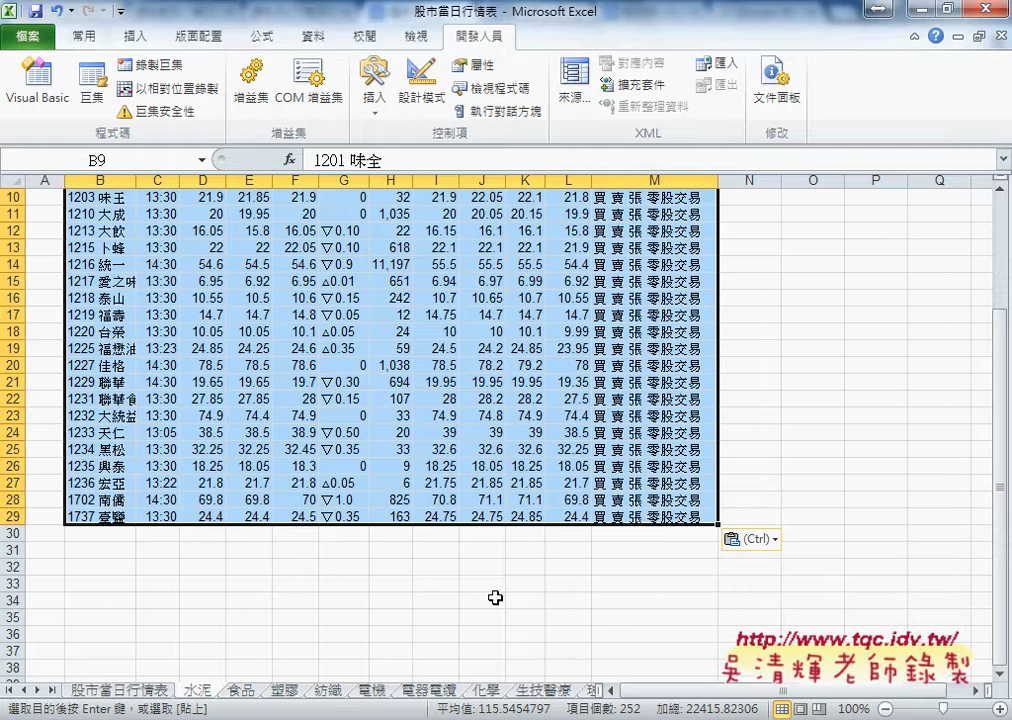 股市當日行情表 - Microsoft Excel
檔案 常用 插入 版面配置 公式 資料 校閱 檢視 開發人員
Visual Basic 巨集 錄製巨集 以相對位置錄製 巨集安全性 程式碼
增益集 COM 增益集 增益集
插入 設計模式 屬性 檢視程式碼 執行對話方塊 控制項
來源... 對應內容 擴充套件 重新整理資料 匯入 匯出 XML
文件面板 修改
B9 fx 1201 味全
A B C D E F G H I J K L M N O P Q
10 1203 味王 13:30 21.9 21.85 21.9 0 32 21.9 22.05 22.1 21.8 買 賣 張 零股交易
11 1210 大成 13:30 20 19.95 20 0 1,035 20 20.05 20.15 19.9 買 賣 張 零股交易
12 1213 大飲 13:30 16.05 15.8 16.05 ▽0.10 22 16.15 16.1 16.1 15.8 買 賣 張 零股交易
13 1215 卜蜂 13:30 22 22 22.05 ▽0.10 618 22.1 22.1 22.1 21.9 買 賣 張 零股交易
14 1216 統一 14:30 54.6 54.5 54.6 ▽0.9 11,197 55.5 55.5 55.5 54.4 買 賣 張 零股交易
15 1217 愛之味 13:30 6.95 6.92 6.95 △0.01 651 6.94 6.97 6.99 6.92 買 賣 張 零股交易
16 1218 泰山 13:30 10.55 10.5 10.6 ▽0.15 242 10.7 10.65 10.7 10.55 買 賣 張 零股交易
17 1219 福壽 13:30 14.7 14.7 14.8 ▽0.05 12 14.75 14.7 14.7 14.7 買 賣 張 零股交易
18 1220 台榮 13:30 10.05 10.05 10.1 △0.05 24 10 10 10.1 9.99 買 賣 張 零股交易
19 1225 福懋油 13:23 24.85 24.25 24.6 △0.35 59 24.5 24.2 24.85 23.95 買 賣 張 零股交易
20 1227 佳格 14:30 78.5 78.5 78.6 0 1,038 78.5 78.2 79.2 78 買 賣 張 零股交易
21 1229 聯華 14:30 19.65 19.65 19.7 ▽0.30 694 19.95 19.95 19.95 19.35 買 賣 張 零股交易
22 1231 聯華食 13:30 27.85 27.85 28 ▽0.15 107 28 28.2 28.2 27.5 買 賣 張 零股交易
23 1232 大統益 13:30 74.9 74.4 74.9 0 33 74.9 74.8 74.9 74.4 買 賣 張 零股交易
24 1233 天仁 13:05 38.5 38.5 38.9 ▽0.50 20 39 39 39 38.5 買 賣 張 零股交易
25 1234 黑松 13:30 32.25 32.25 32.45 ▽0.35 33 32.6 32.6 32.6 32.25 買 賣 張 零股交易
26 1235 興泰 13:30 18.25 18.05 18.3 0 9 18.25 18.05 18.25 18.05 買 賣 張 零股交易
27 1236 宏亞 13:22 21.8 21.7 21.8 △0.05 6 21.75 21.85 21.85 21.7 買 賣 張 零股交易
28 1702 南僑 14:30 69.8 69.8 70 ▽1.0 825 70.8 71.1 71.1 69.8 買 賣 張 零股交易
29 1737 臺鹽 13:30 24.4 24.4 24.5 ▽0.35 163 24.75 24.75 24.85 24.4 買 賣 張 零股交易
30
(Ctrl)
31
32
33
34
35
36
37
38
http://www.tqc.idv.tw/
吳清輝老師錄製
股市當日行情表 水泥 食品 塑膠 紡織 電機 電器電纜 化學 生技醫療
選取目的後按 Enter 鍵，或選取 [貼上] 平均值: 115.5454797 項目個數: 252 加總: 22415.82306 100%